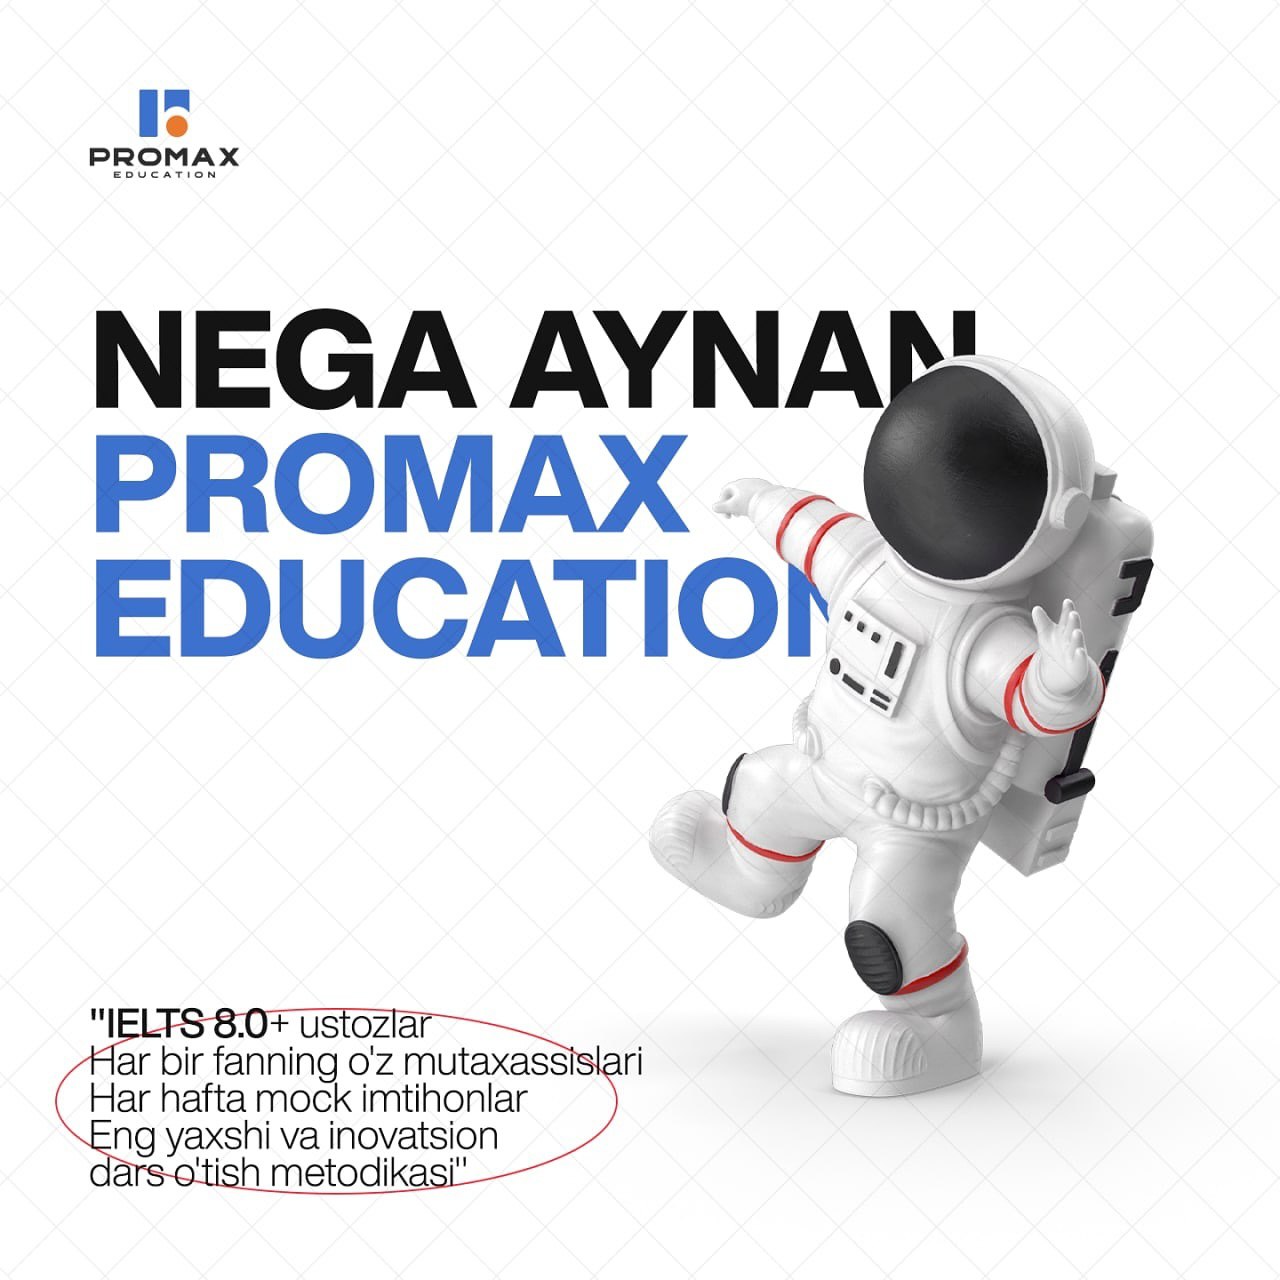 PROMAX
EDUCATION
NEGA AYNAN
PROMAX
EDUCATION
"IELTS 8.0+ ustozlar
Har bir fanning o'z mutaxassislari
Har hafta mock imtihonlar
Eng yaxshi va inovatsion
dars o'tish metodikasi"